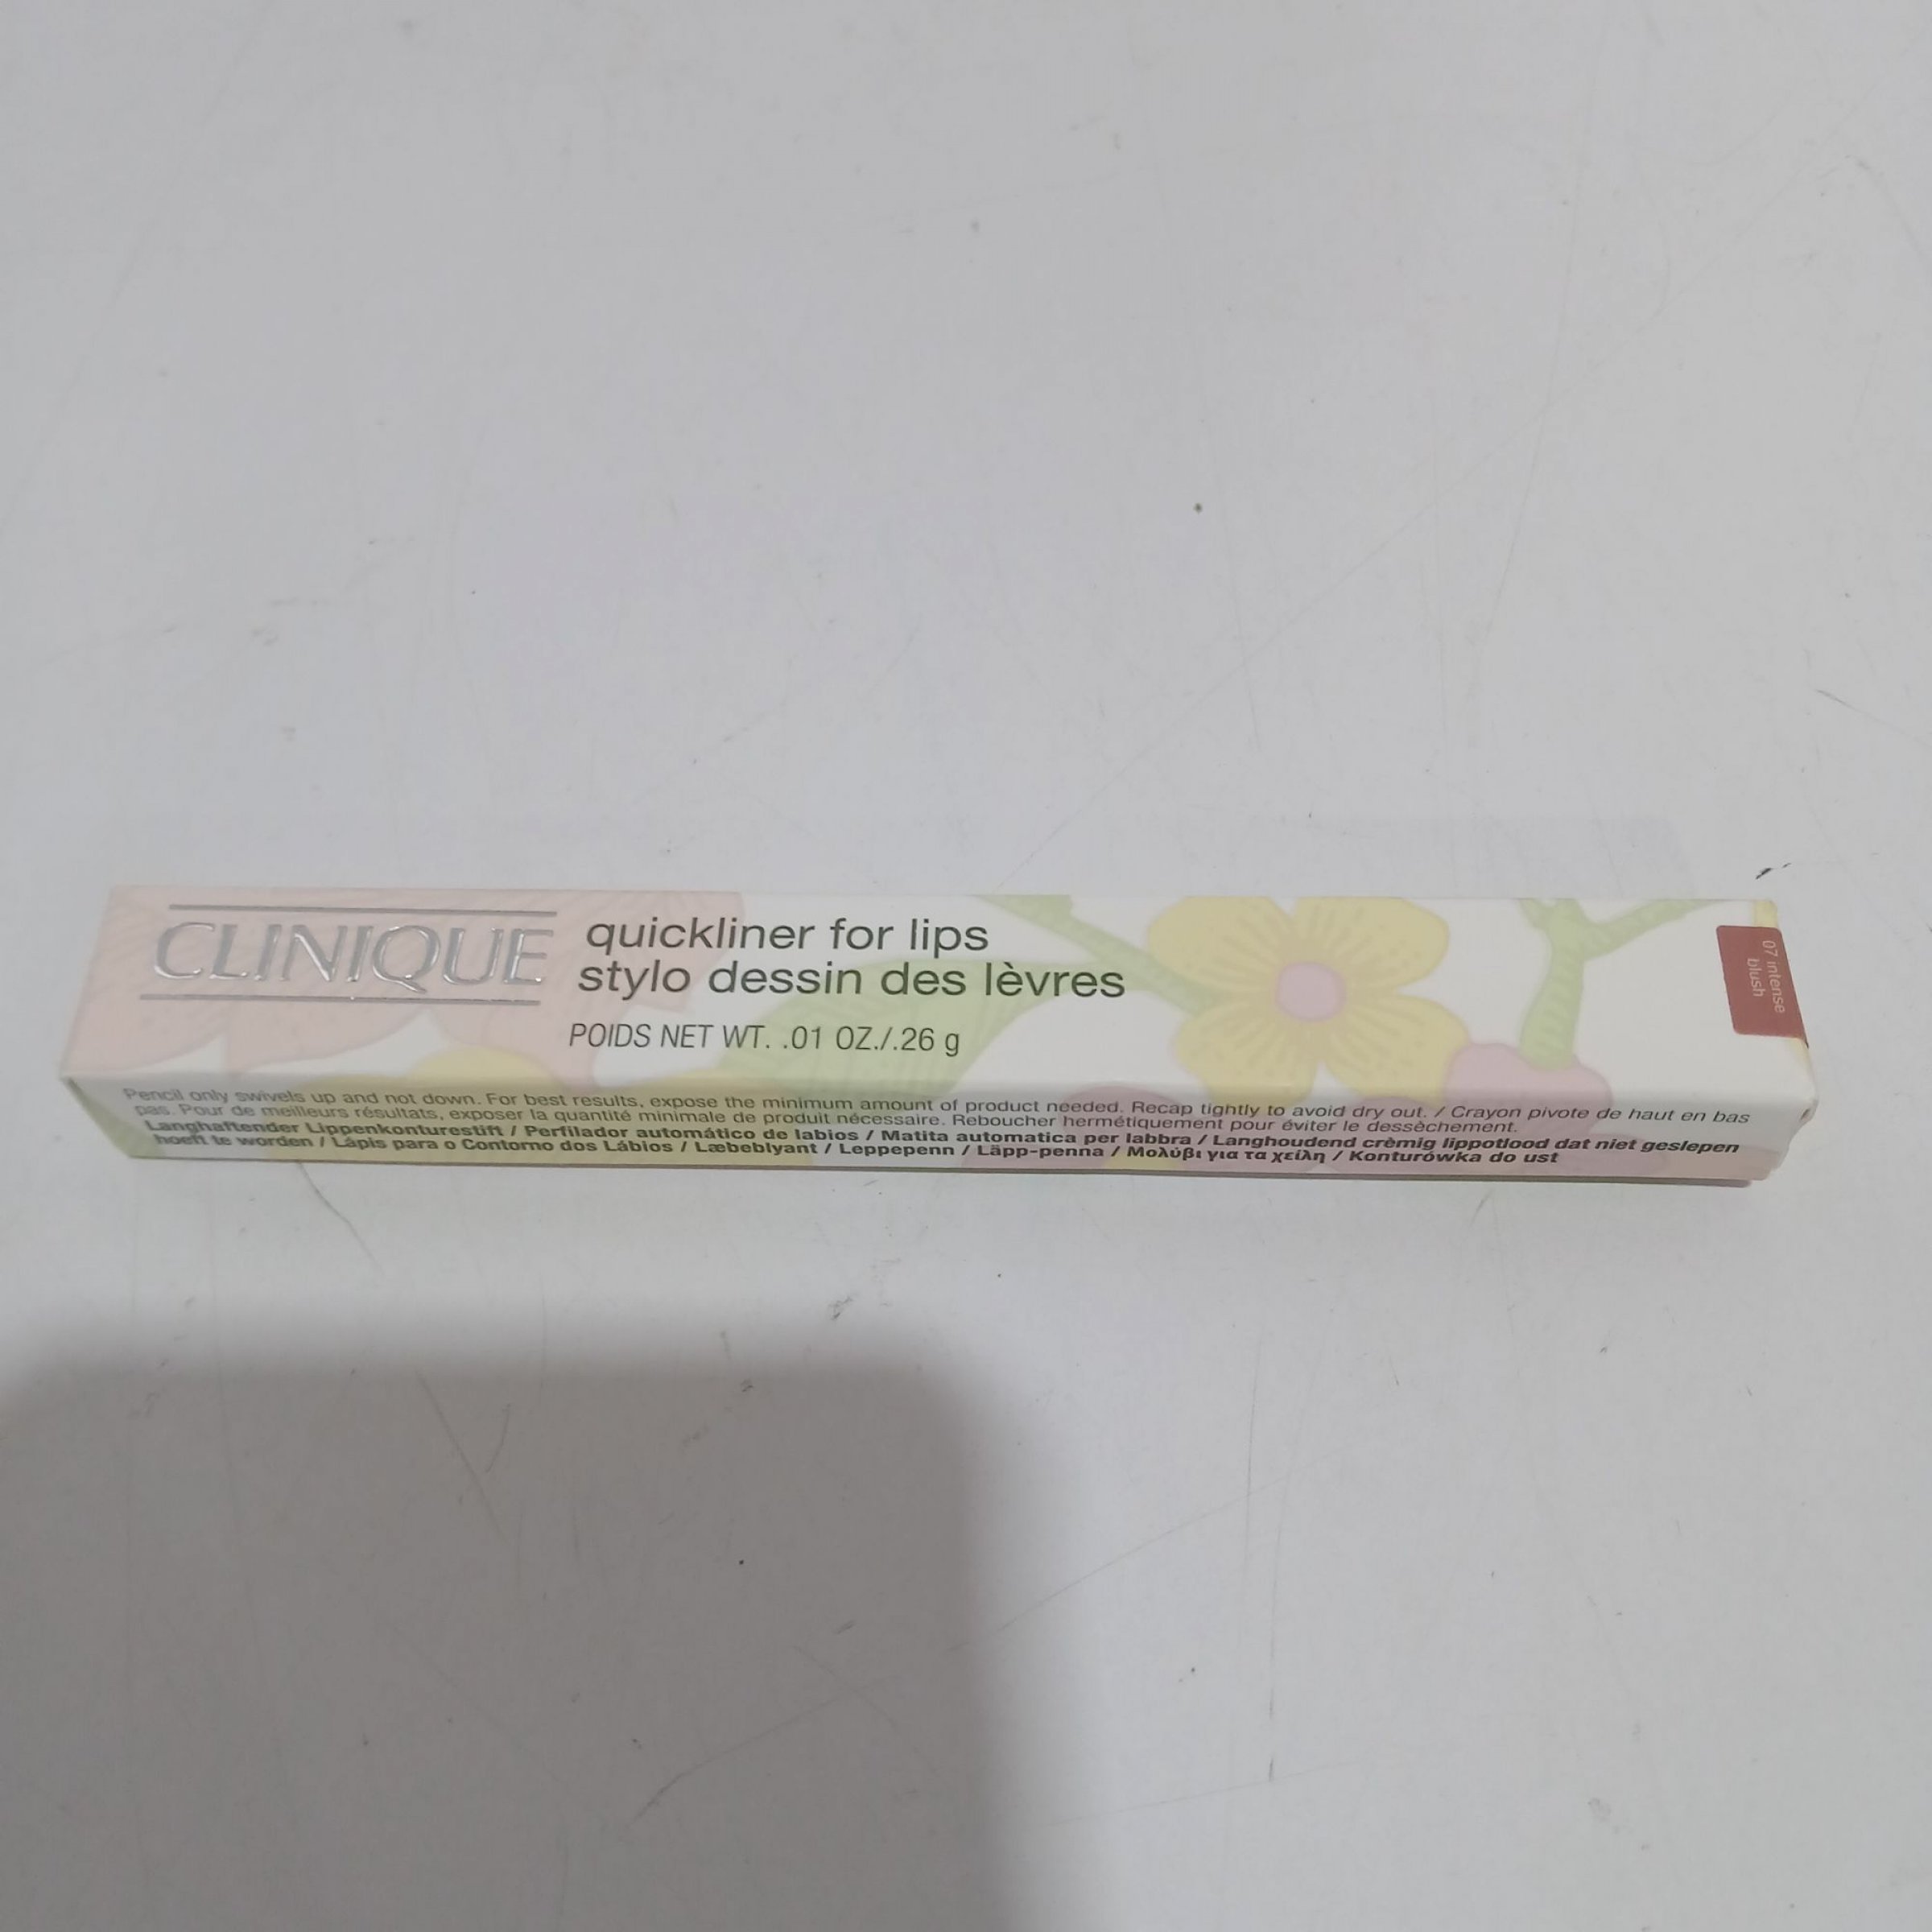 CLINIQUE
quickliner for lips
stylo dessin des lèvres
POIDS NET WT. .01 OZ./.26 g
07 intense
blush
Pencil only swivels up and not down. For best results, expose the minimum amount of product needed. Recap tightly to avoid dry out. / Crayon pivote de haut en bas
pas. Pour de meilleurs résultats, exposer la quantité minimale de produit nécessaire. Reboucher hermétiquement pour éviter le dessèchement.
Langhaftender Lippenkonturestift / Perfilador automático de labios / Matita automatica per labbra / Langhoudend crèmig lippotlood dat niet geslepen
hoeft te worden / Lápis para o Contorno dos Lábios / Læbeblyant / Leppepenn / Läpp-penna / Μολύβι για τα χείλη / Konturówka do ust